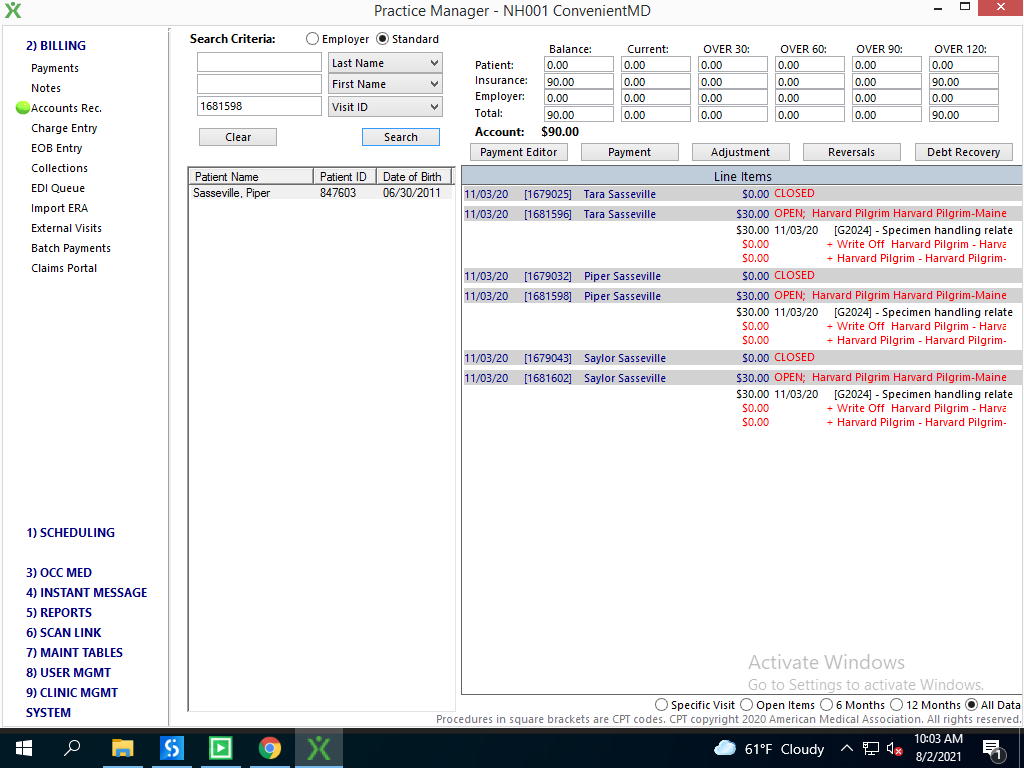 Practice Manager - NH001 ConvenientMD
2) BILLING
Payments
Notes
Accounts Rec.
Charge Entry
EOB Entry
Collections
EDI Queue
Import ERA
External Visits
Batch Payments
Claims Portal
1) SCHEDULING
3) OCC MED
4) INSTANT MESSAGE
5) REPORTS
6) SCAN LINK
7) MAINT TABLES
8) USER MGMT
9) CLINIC MGMT
SYSTEM
Search Criteria: Employer Standard
Last Name
First Name
1681598 Visit ID
Clear Search
Patient Name Patient ID Date of Birth
Sasseville, Piper 847603 06/30/2011
Balance: Current: OVER 30: OVER 60: OVER 90: OVER 120:
Patient: 0.00 0.00 0.00 0.00 0.00 0.00
Insurance: 90.00 0.00 0.00 0.00 0.00 90.00
Employer: 0.00 0.00 0.00 0.00 0.00 0.00
Total: 90.00 0.00 0.00 0.00 0.00 90.00
Account: $90.00
Payment Editor Payment Adjustment Reversals Debt Recovery
Line Items
11/03/20 [1679025] Tara Sasseville $0.00 CLOSED
11/03/20 [1681596] Tara Sasseville $30.00 OPEN; Harvard Pilgrim Harvard Pilgrim-Maine
$30.00 11/03/20 [G2024] - Specimen handling relate
$0.00 + Write Off Harvard Pilgrim - Harva
$0.00 + Harvard Pilgrim - Harvard Pilgrim-
11/03/20 [1679032] Piper Sasseville $0.00 CLOSED
11/03/20 [1681598] Piper Sasseville $30.00 OPEN; Harvard Pilgrim Harvard Pilgrim-Maine
$30.00 11/03/20 [G2024] - Specimen handling relate
$0.00 + Write Off Harvard Pilgrim - Harva
$0.00 + Harvard Pilgrim - Harvard Pilgrim-
11/03/20 [1679043] Saylor Sasseville $0.00 CLOSED
11/03/20 [1681602] Saylor Sasseville $30.00 OPEN; Harvard Pilgrim Harvard Pilgrim-Maine
$30.00 11/03/20 [G2024] - Specimen handling relate
$0.00 + Write Off Harvard Pilgrim - Harva
$0.00 + Harvard Pilgrim - Harvard Pilgrim-
Activate Windows
Go to Settings to activate Windows.
Specific Visit Open Items 6 Months 12 Months All Data
Procedures in square brackets are CPT codes. CPT copyright 2020 American Medical Association. All rights reserved.
61°F Cloudy
10:03 AM
8/2/2021
1